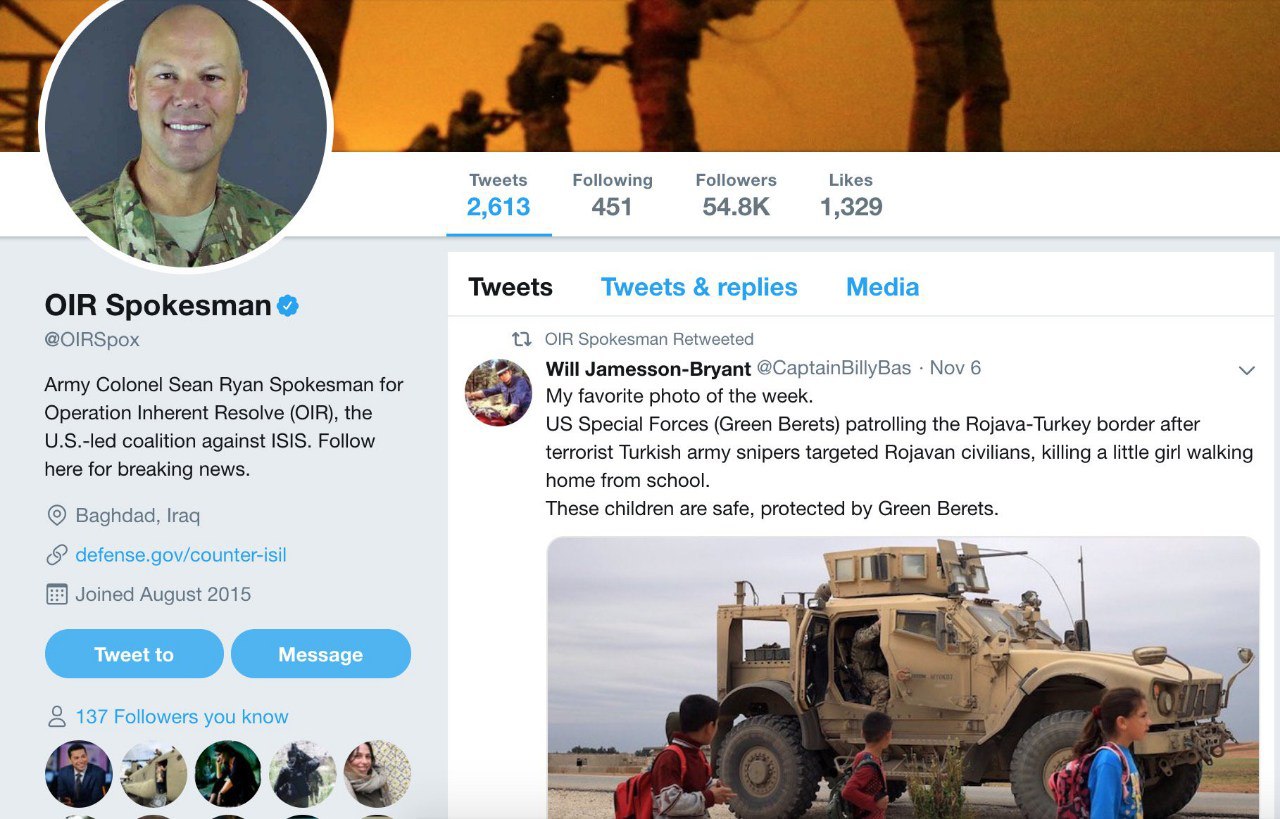 Tweets
2,613
Following
451
Followers
54.8K
Likes
1,329
OIR Spokesman
@OIRSpox
Army Colonel Sean Ryan Spokesman for
Operation Inherent Resolve (OIR), the
U.S.-led coalition against ISIS. Follow
here for breaking news.
Baghdad, Iraq
defense.gov/counter-isil
Joined August 2015
Tweet to
Message
137 Followers you know
Tweets
Tweets & replies
Media
OIR Spokesman Retweeted
Will Jamesson-Bryant @CaptainBillyBas · Nov 6
My favorite photo of the week.
US Special Forces (Green Berets) patrolling the Rojava-Turkey border after
terrorist Turkish army snipers targeted Rojavan civilians, killing a little girl walking
home from school.
These children are safe, protected by Green Berets.